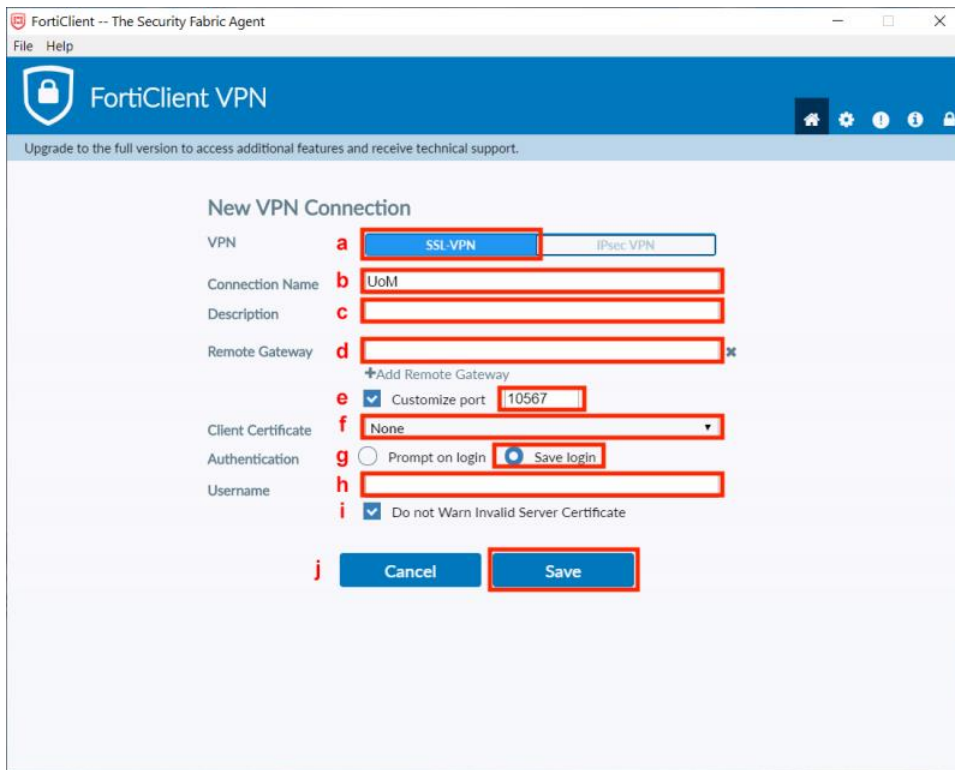 FortiClient -- The Security Fabric Agent
File Help
FortiClient VPN
Upgrade to the full version to access additional features and receive technical support.
New VPN Connection
VPN a SSL-VPN IPsec VPN
Connection Name b UoM
Description c
Remote Gateway d
+Add Remote Gateway
e Customize port 10567
Client Certificate f None
Authentication g Prompt on login Save login
Username h
i Do not Warn Invalid Server Certificate
j Cancel Save